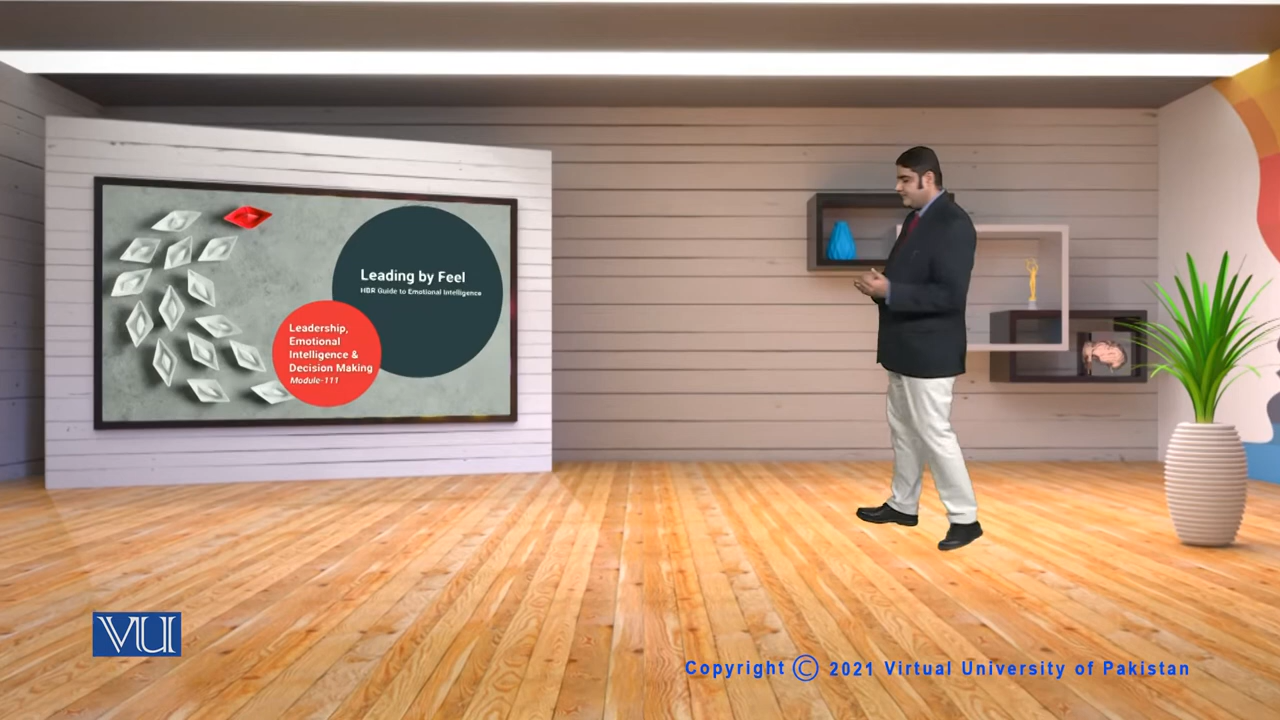 Leading by Feel
HBR Guide to Emotional Intelligence
Leadership,
Emotional
Intelligence &
Decision Making
Module-111
VU
Copyright © 2021 Virtual University of Pakistan